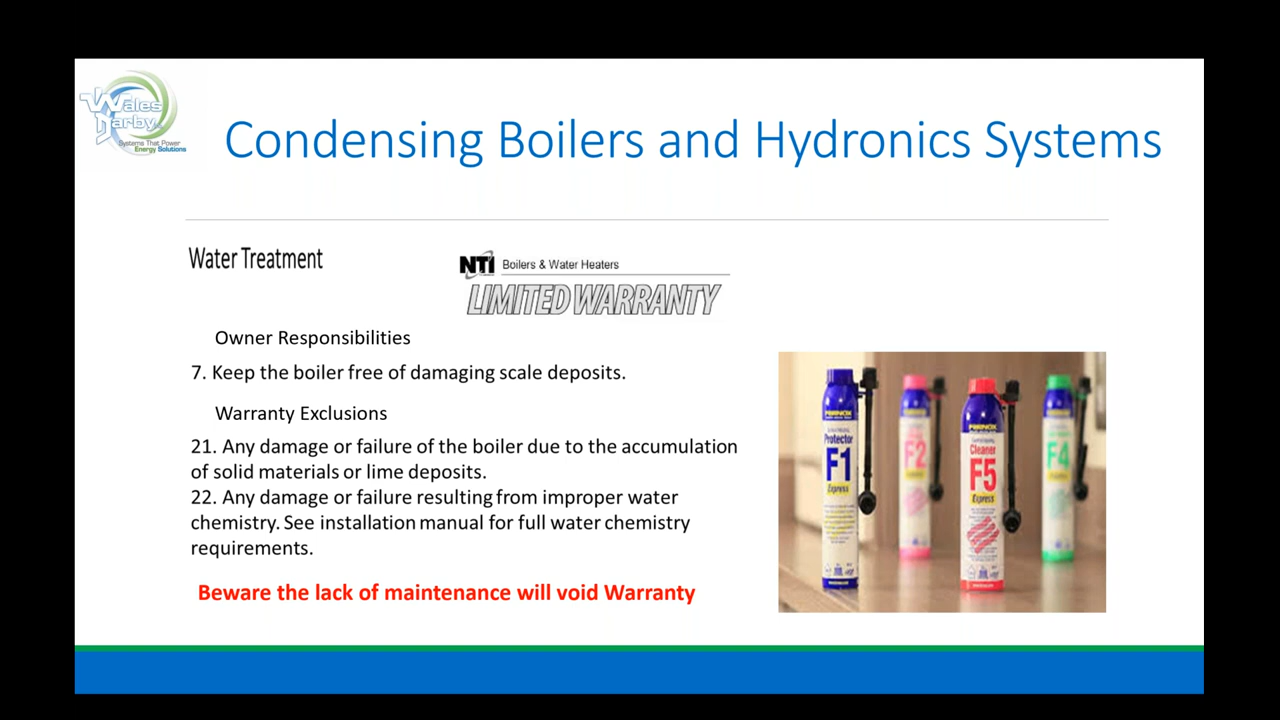 Wales Darby
Systems That Power
Energy Solutions
Condensing Boilers and Hydronics Systems
Water Treatment
NTI Boilers & Water Heaters
LIMITED WARRANTY
Owner Responsibilities
7. Keep the boiler free of damaging scale deposits.
Warranty Exclusions
21. Any damage or failure of the boiler due to the accumulation
of solid materials or lime deposits.
22. Any damage or failure resulting from improper water
chemistry. See installation manual for full water chemistry
requirements.
Beware the lack of maintenance will void Warranty
FERNOX
Protector
F1
Express
F2
FERNOX
Cleaner
F5
Express
F4